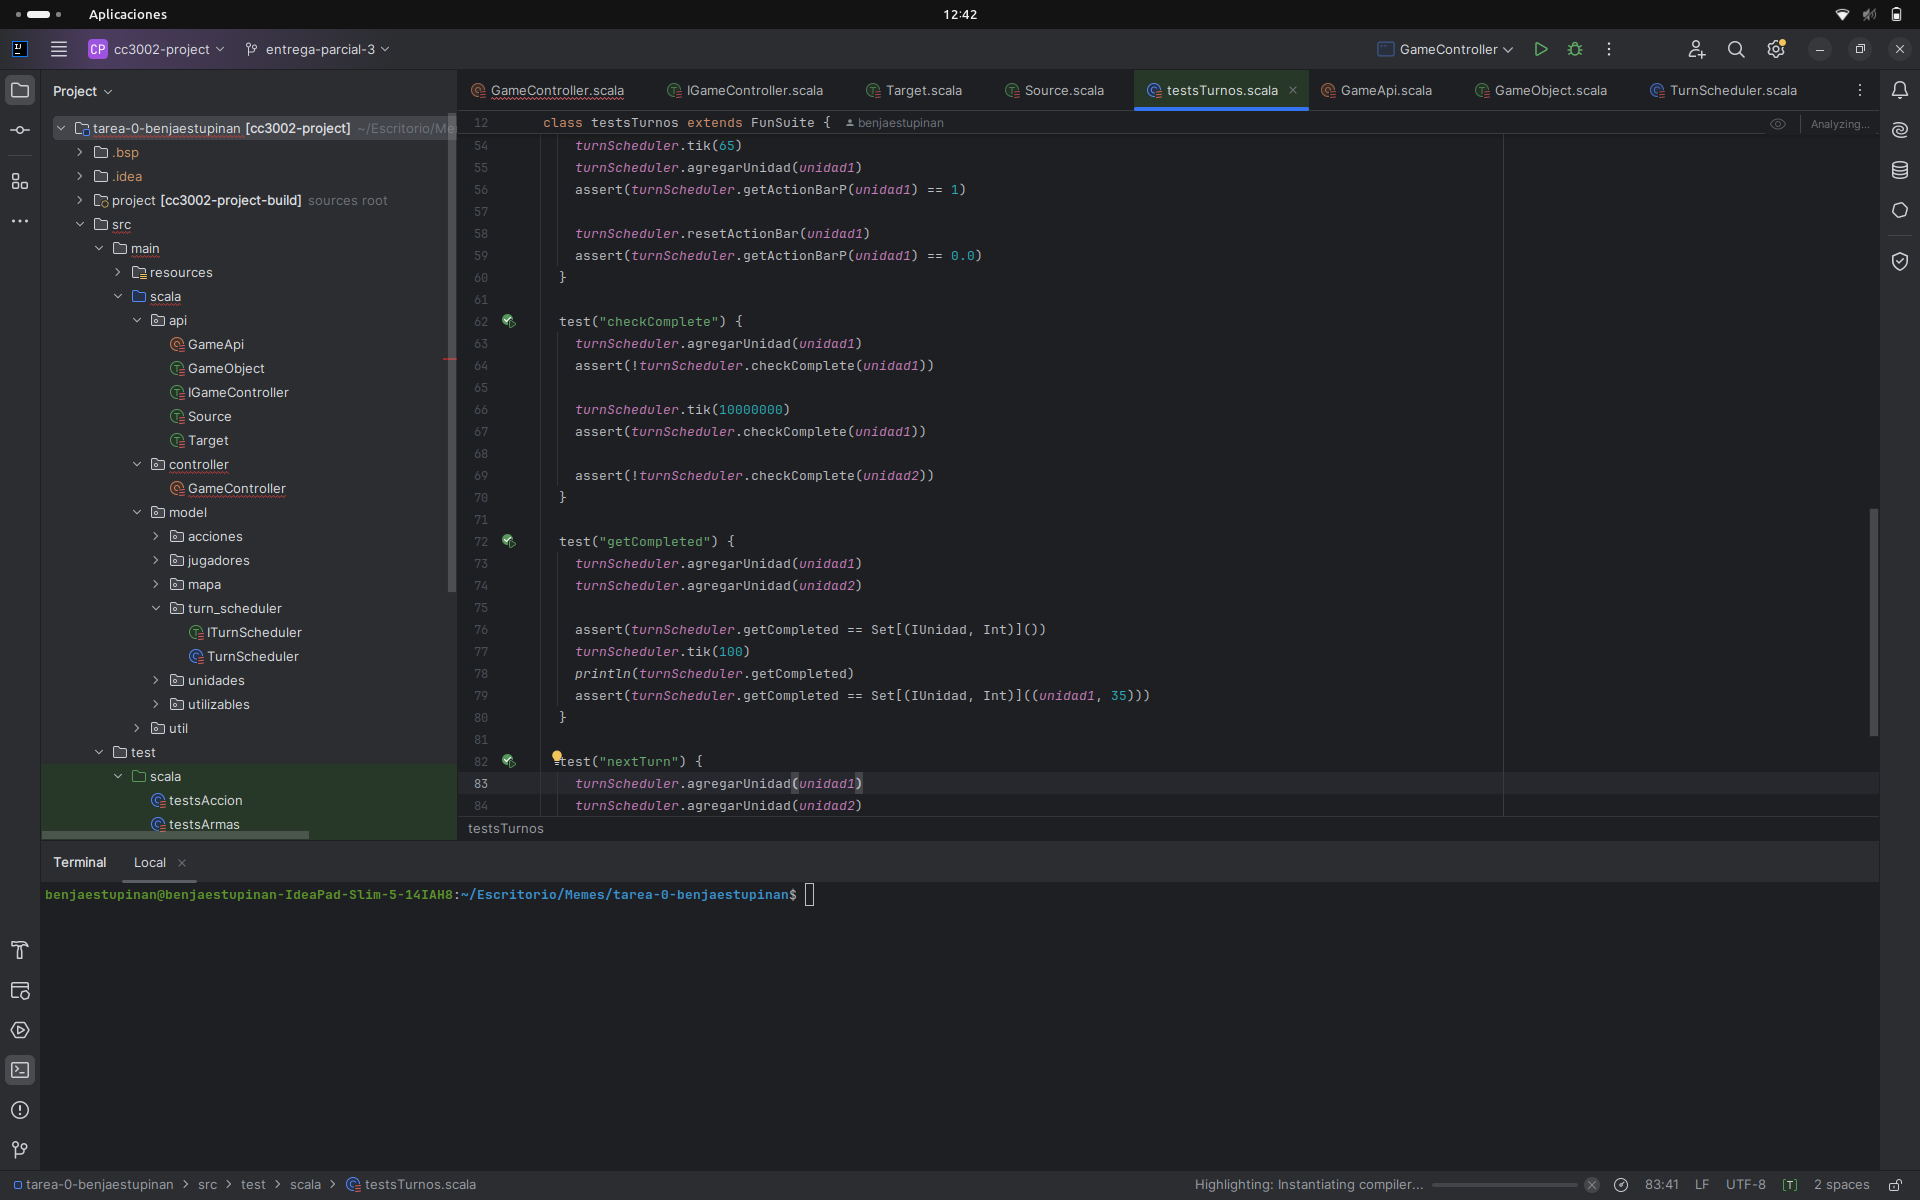 Aplicaciones
12:42
CP cc3002-project
entrega-parcial-3
GameController
Project
GameController.scala
IGameController.scala
Target.scala
Source.scala
testsTurnos.scala
GameApi.scala
GameObject.scala
TurnScheduler.scala
tarea-0-benjaestupinan [cc3002-project] ~/Escritorio/Me
.bsp
.idea
project [cc3002-project-build] sources root
src
main
resources
scala
api
GameApi
GameObject
IGameController
Source
Target
controller
GameController
model
acciones
jugadores
mapa
turn_scheduler
ITurnScheduler
TurnScheduler
unidades
utilizables
util
test
scala
testsAccion
testsArmas
12 class testsTurnos extends FunSuite { benjaestupinan
Analyzing...
54 turnScheduler.tik(65)
55 turnScheduler.agregarUnidad(unidad1)
56 assert(turnScheduler.getActionBarP(unidad1) == 1)
57
58 turnScheduler.resetActionBar(unidad1)
59 assert(turnScheduler.getActionBarP(unidad1) == 0.0)
60 }
61
62 test("checkComplete") {
63 turnScheduler.agregarUnidad(unidad1)
64 assert(!turnScheduler.checkComplete(unidad1))
65
66 turnScheduler.tik(10000000)
67 assert(turnScheduler.checkComplete(unidad1))
68
69 assert(!turnScheduler.checkComplete(unidad2))
70 }
71
72 test("getCompleted") {
73 turnScheduler.agregarUnidad(unidad1)
74 turnScheduler.agregarUnidad(unidad2)
75
76 assert(turnScheduler.getCompleted == Set[(IUnidad, Int)]())
77 turnScheduler.tik(100)
78 println(turnScheduler.getCompleted)
79 assert(turnScheduler.getCompleted == Set[(IUnidad, Int)]((unidad1, 35)))
80 }
81
82 test("nextTurn") {
83 turnScheduler.agregarUnidad(unidad1)
84 turnScheduler.agregarUnidad(unidad2)
testsTurnos
Terminal
Local
benjaestupinan@benjaestupinan-IdeaPad-Slim-5-14IAH8:~/Escritorio/Memes/tarea-0-benjaestupinan$
tarea-0-benjaestupinan > src > test > scala > testsTurnos.scala
Highlighting: Instantiating compiler...
83:41
LF
UTF-8
[T]
2 spaces